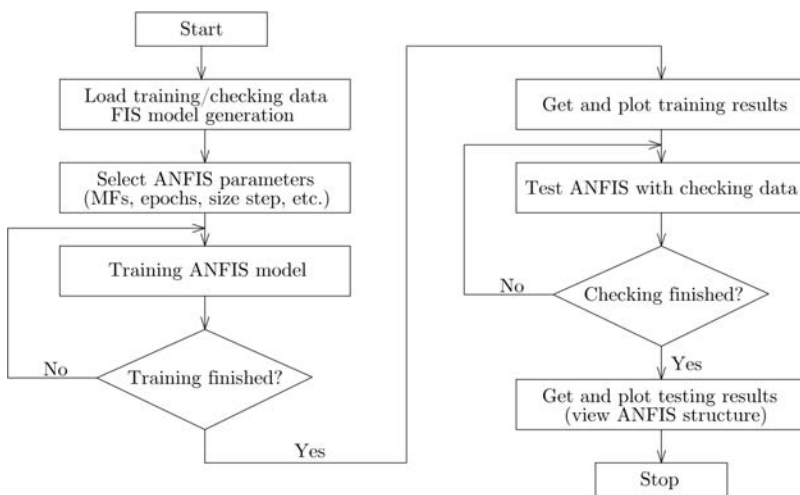 Start
Load training/checking data
FIS model generation
Select ANFIS parameters
(MFs, epochs, size step, etc.)
Training ANFIS model
No
Training finished?
Yes
Get and plot training results
Test ANFIS with checking data
No
Checking finished?
Yes
Get and plot testing results
(view ANFIS structure)
Stop